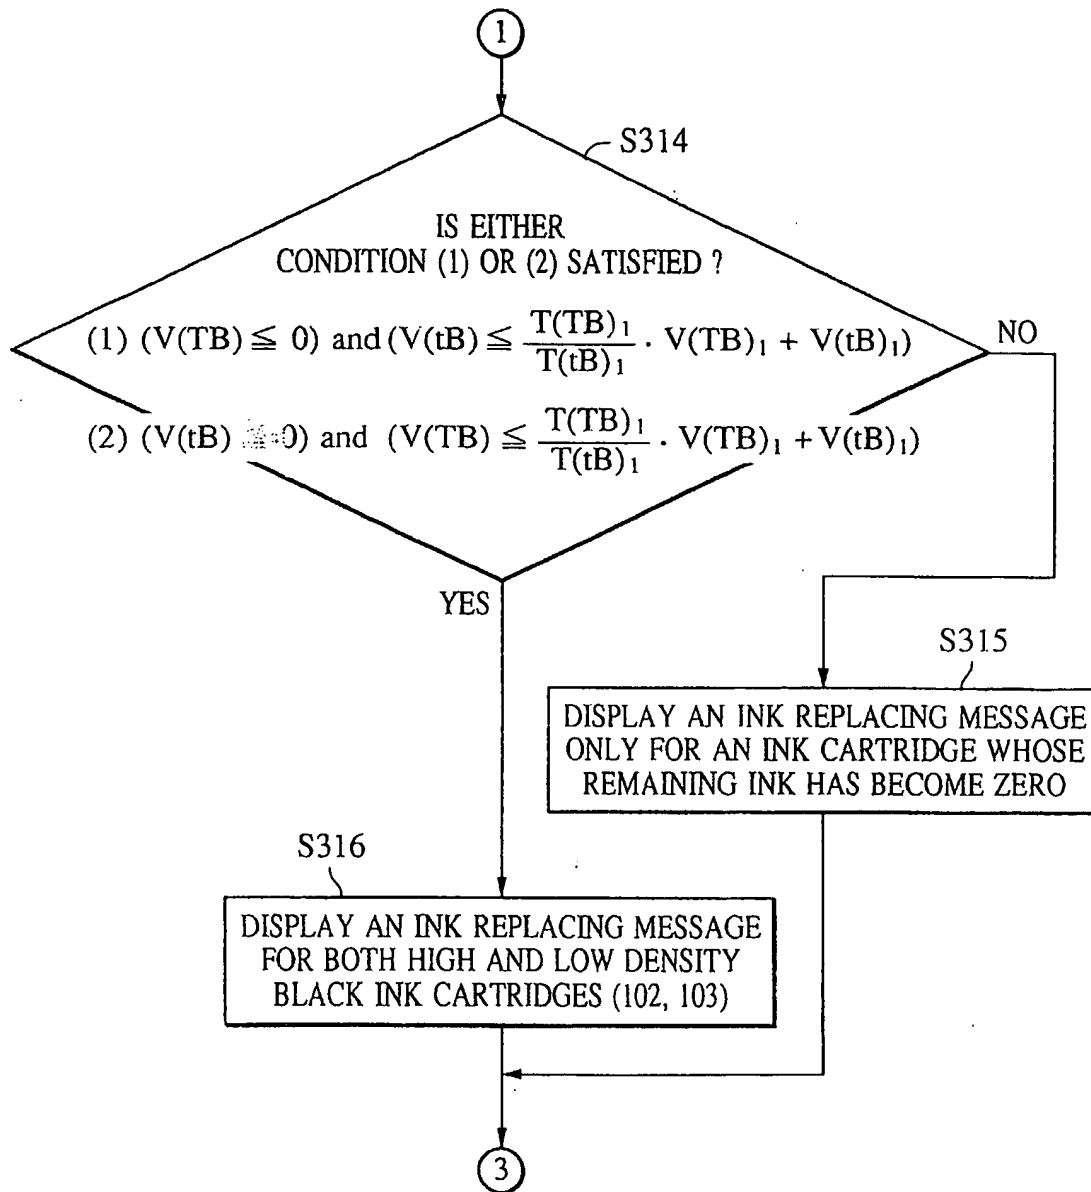 1
S314
IS EITHER
CONDITION (1) OR (2) SATISFIED ?
(1) (V(TB) ≦ 0) and (V(tB) ≦ T(TB)₁ / T(tB)₁ · V(TB)₁ + V(tB)₁)
NO
(2) (V(tB) 0) and (V(TB) ≦ T(TB)₁ / T(tB)₁ · V(TB)₁ + V(tB)₁)
YES
S315
DISPLAY AN INK REPLACING MESSAGE
ONLY FOR AN INK CARTRIDGE WHOSE
REMAINING INK HAS BECOME ZERO
S316
DISPLAY AN INK REPLACING MESSAGE
FOR BOTH HIGH AND LOW DENSITY
BLACK INK CARTRIDGES (102, 103)
3